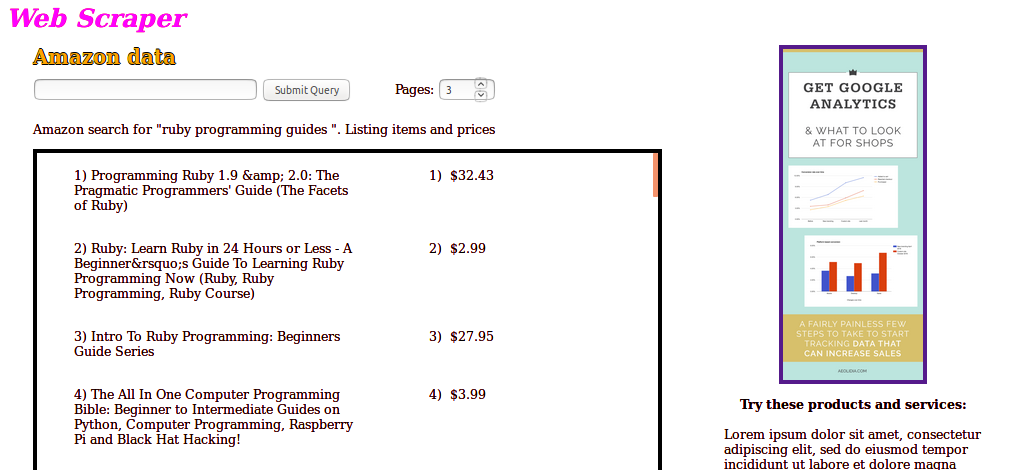 Web Scraper
Amazon data
Submit Query
Pages: 3
Amazon search for "ruby programming guides ". Listing items and prices
1) Programming Ruby 1.9 &amp; 2.0: The
Pragmatic Programmers' Guide (The Facets
of Ruby)
1) $32.43
2) Ruby: Learn Ruby in 24 Hours or Less - A
Beginner&rsquo;s Guide To Learning Ruby
Programming Now (Ruby, Ruby
Programming, Ruby Course)
2) $2.99
3) Intro To Ruby Programming: Beginners
Guide Series
3) $27.95
4) The All In One Computer Programming
Bible: Beginner to Intermediate Guides on
Python, Computer Programming, Raspberry
Pi and Black Hat Hacking!
4) $3.99
GET GOOGLE
ANALYTICS
& WHAT TO LOOK
AT FOR SHOPS
A FAIRLY PAINLESS FEW
STEPS TO TAKE TO START
TRACKING DATA THAT
CAN INCREASE SALES
Try these products and services:
Lorem ipsum dolor sit amet, consectetur
adipiscing elit, sed do eiusmod tempor
incididunt ut labore et dolore magna